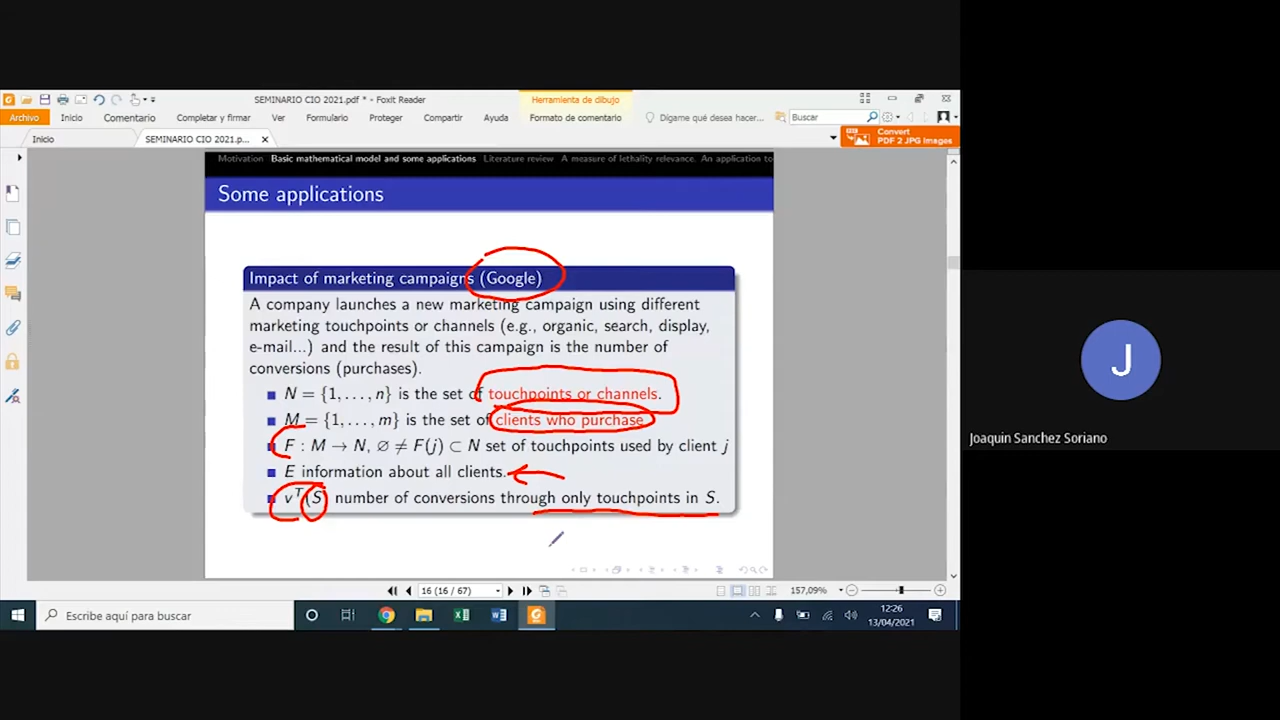 SEMINARIO CIO 2021.pdf * - Foxit Reader
Herramienta de dibujo
Archivo Inicio Comentario Completar y firmar Ver Formulario Proteger Compartir Ayuda Formato de comentario Dígame qué desea hacer... Buscar
Inicio SEMINARIO CIO 2021.p...
Convert
PDF 2 JPG Images
Motivation Basic mathematical model and some applications Literature review A measure of lethality relevance. An application to
Some applications
Impact of marketing campaigns (Google)
A company launches a new marketing campaign using different
marketing touchpoints or channels (e.g., organic, search, display,
e-mail...) and the result of this campaign is the number of
conversions (purchases).
N = {1, . . . , n} is the set of touchpoints or channels.
M = {1, . . . , m} is the set of clients who purchase
F : M → N, ∅ ≠ F(j) ⊂ N set of touchpoints used by client j
E information about all clients.
v^T(S) number of conversions through only touchpoints in S.
J
Joaquin Sanchez Soriano
16 (16 / 67)
157,09%
Escribe aquí para buscar
12:26
13/04/2021